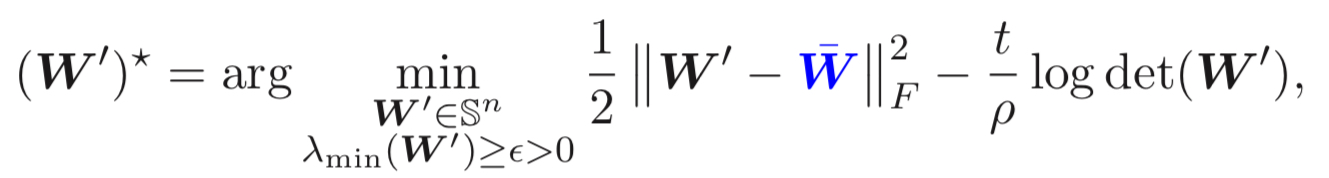 (W′)⋆ = arg min_{W′∈𝕊ⁿ, λ_min(W′)≥ϵ>0} 1/2 ‖W′ − W̄‖²_F − t/ρ log det(W′),